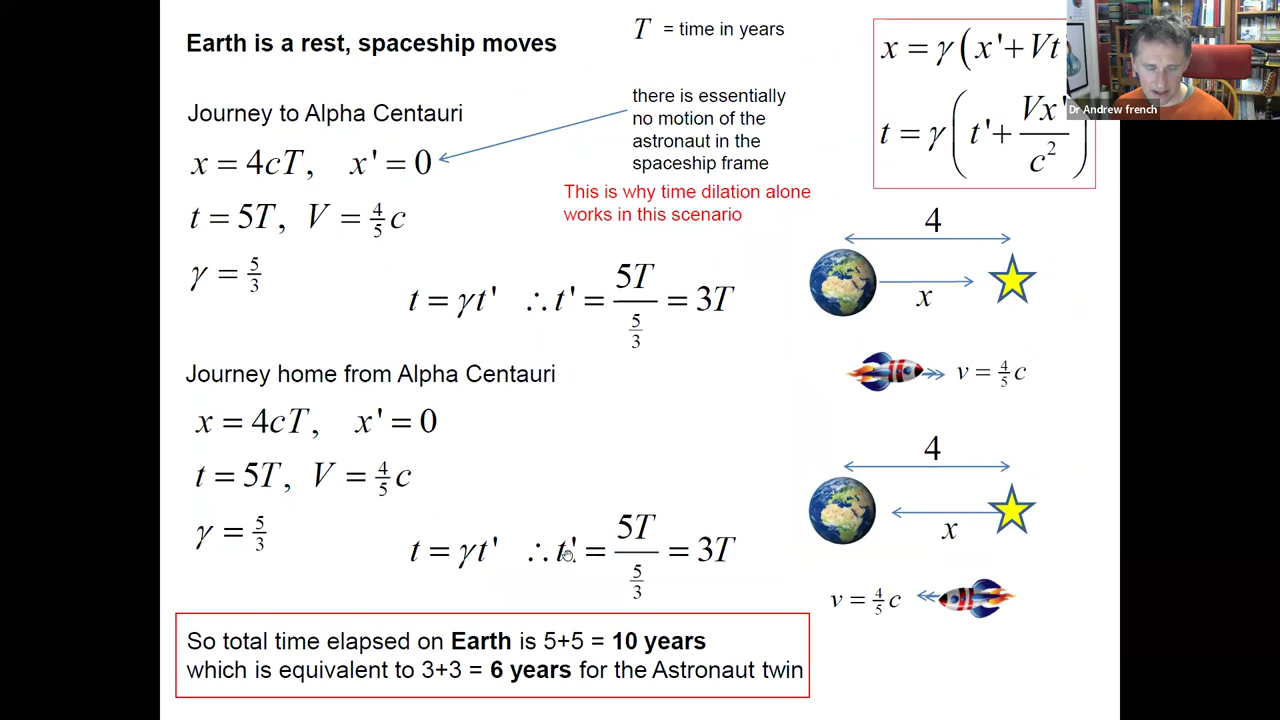 Earth is a rest, spaceship moves
T = time in years
x = γ(x'+Vt
t = γ(t'+ Vx'/c²)
Dr Andrew french
Journey to Alpha Centauri
there is essentially
no motion of the
astronaut in the
spaceship frame
x = 4cT, x' = 0
This is why time dilation alone
works in this scenario
t = 5T, V = 4/5 c
γ = 5/3
t = γt' ∴ t' = 5T / 5/3 = 3T
4
x
v = 4/5 c
Journey home from Alpha Centauri
x = 4cT, x' = 0
t = 5T, V = 4/5 c
γ = 5/3
t = γt' ∴ t' = 5T / 5/3 = 3T
4
x
v = 4/5 c
So total time elapsed on Earth is 5+5 = 10 years
which is equivalent to 3+3 = 6 years for the Astronaut twin